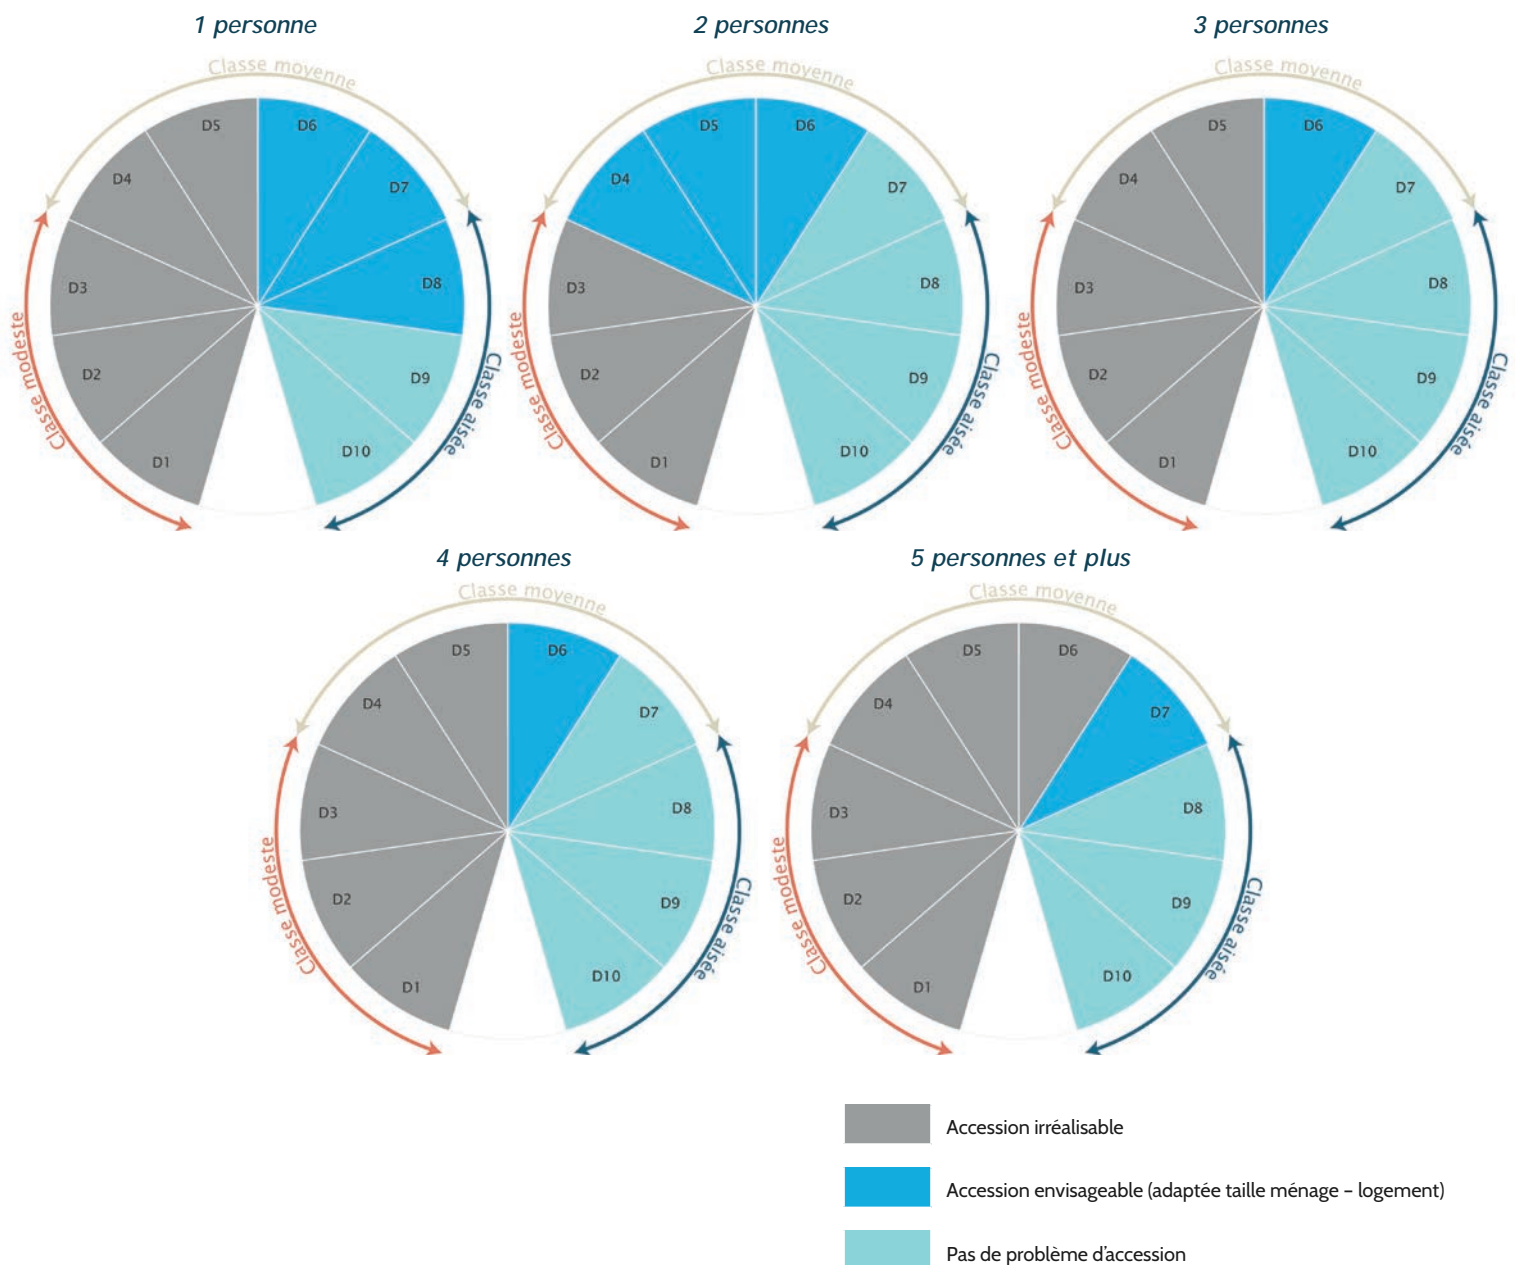 1 personne
Classe moyenne
Classe modeste
Classe aisée
D1
D2
D3
D4
D5
D6
D7
D8
D9
D10
2 personnes
Classe moyenne
Classe modeste
Classe aisée
D1
D2
D3
D4
D5
D6
D7
D8
D9
D10
3 personnes
Classe moyenne
Classe modeste
Classe aisée
D1
D2
D3
D4
D5
D6
D7
D8
D9
D10
4 personnes
Classe moyenne
Classe modeste
Classe aisée
D1
D2
D3
D4
D5
D6
D7
D8
D9
D10
5 personnes et plus
Classe moyenne
Classe modeste
Classe aisée
D1
D2
D3
D4
D5
D6
D7
D8
D9
D10
Accession irréalisable
Accession envisageable (adaptée taille ménage – logement)
Pas de problème d’accession